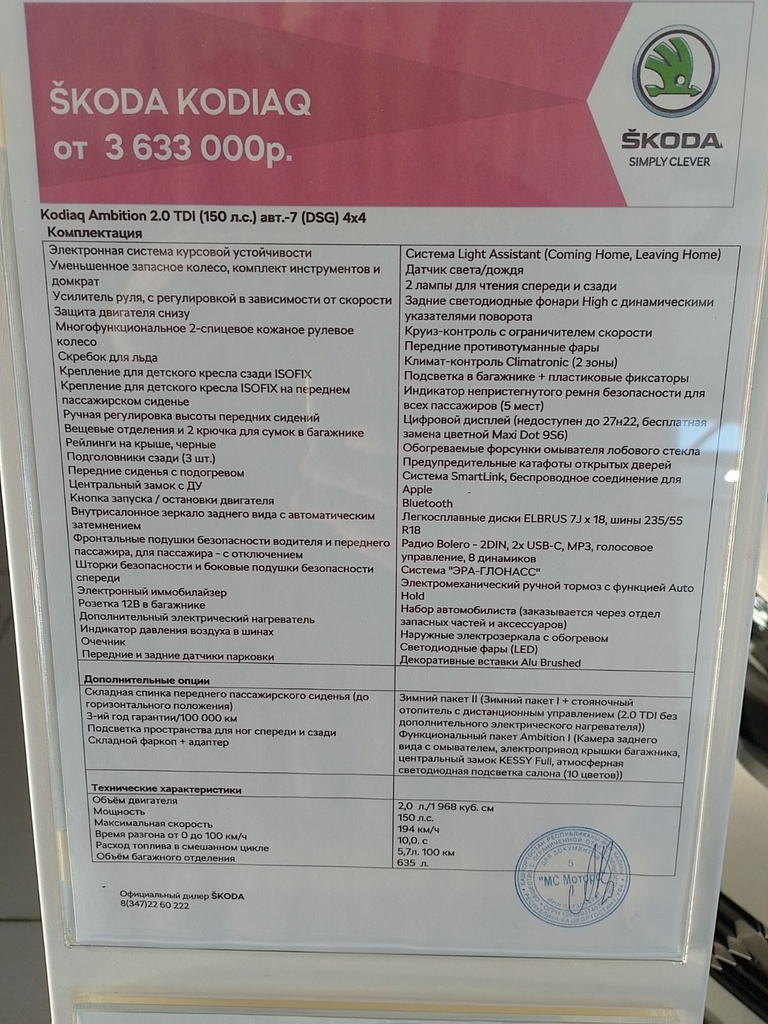 ŠKODA KODIAQ
от 3 633 000р.
ŠKODA
SIMPLY CLEVER
Kodiaq Ambition 2.0 TDI (150 л.с.) авт.-7 (DSG) 4x4
Комплектация
Электронная система курсовой устойчивости
Уменьшенное запасное колесо, комплект инструментов и
домкрат
Усилитель руля, с регулировкой в зависимости от скорости
Защита двигателя снизу
Многофункциональное 2-спицевое кожаное рулевое
колесо
Скребок для льда
Крепление для детского кресла сзади ISOFIX
Крепление для детского кресла ISOFIX на переднем
пассажирском сиденье
Ручная регулировка высоты передних сидений
Вещевые отделения и 2 крючка для сумок в багажнике
Рейлинги на крыше, черные
Подголовники сзади (3 шт.)
Передние сиденья с подогревом
Центральный замок с ДУ
Кнопка запуска / остановки двигателя
Внутрисалонное зеркало заднего вида с автоматическим
затемнением
Фронтальные подушки безопасности водителя и переднего
пассажира, для пассажира - с отключением
Шторки безопасности и боковые подушки безопасности
спереди
Электронный иммобилайзер
Розетка 12В в багажнике
Дополнительный электрический нагреватель
Индикатор давления воздуха в шинах
Очечник
Передние и задние датчики парковки
Система Light Assistant (Coming Home, Leaving Home)
Датчик света/дождя
2 лампы для чтения спереди и сзади
Задние светодиодные фонари High с динамическими
указателями поворота
Круиз-контроль с ограничителем скорости
Передние противотуманные фары
Климат-контроль Climatronic (2 зоны)
Подсветка в багажнике + пластиковые фиксаторы
Индикатор непристегнутого ремня безопасности для
всех пассажиров (5 мест)
Цифровой дисплей (недоступен до 27н22, бесплатная
замена цветной Maxi Dot 9S6)
Обогреваемые форсунки омывателя лобового стекла
Предупредительные катафоты открытых дверей
Система SmartLink, беспроводное соединение для
Apple
Bluetooth
Легкосплавные диски ELBRUS 7J x 18, шины 235/55
R18
Радио Bolero - 2DIN, 2x USB-C, MP3, голосовое
управление, 8 динамиков
Система "ЭРА-ГЛОНАСС"
Электромеханический ручной тормоз с функцией Auto
Hold
Набор автомобилиста (заказывается через отдел
запасных частей и аксессуаров)
Наружные электрозеркала с обогревом
Светодиодные фары (LED)
Декоративные вставки Alu Brushed
Дополнительные опции
Складная спинка переднего пассажирского сиденья (до
горизонтального положения)
3-ий год гарантии/100 000 км
Подсветка пространства для ног спереди и сзади
Складной фаркоп + адаптер
Зимний пакет II (Зимний пакет I + стояночный
отопитель с дистанционным управлением (2.0 TDI без
дополнительного электрического нагревателя))
Функциональный пакет Ambition I (Камера заднего
вида с омывателем, электропривод крышки багажника,
центральный замок KESSY Full, атмосферная
светодиодная подсветка салона (10 цветов))
Технические характеристики
Объём двигателя 2,0 л/1 968 куб. см
Мощность 150 л.с.
Максимальная скорость 194 км/ч
Время разгона от 0 до 100 км/ч 10,0. с
Расход топлива в смешанном цикле 5,7л. 100 км
Объём багажного отделения 635 л.
ДЛЯ ДОКУМЕНТОВ
5
"МС Моторс"
Официальный дилер ŠKODA
8(347)22 60 222